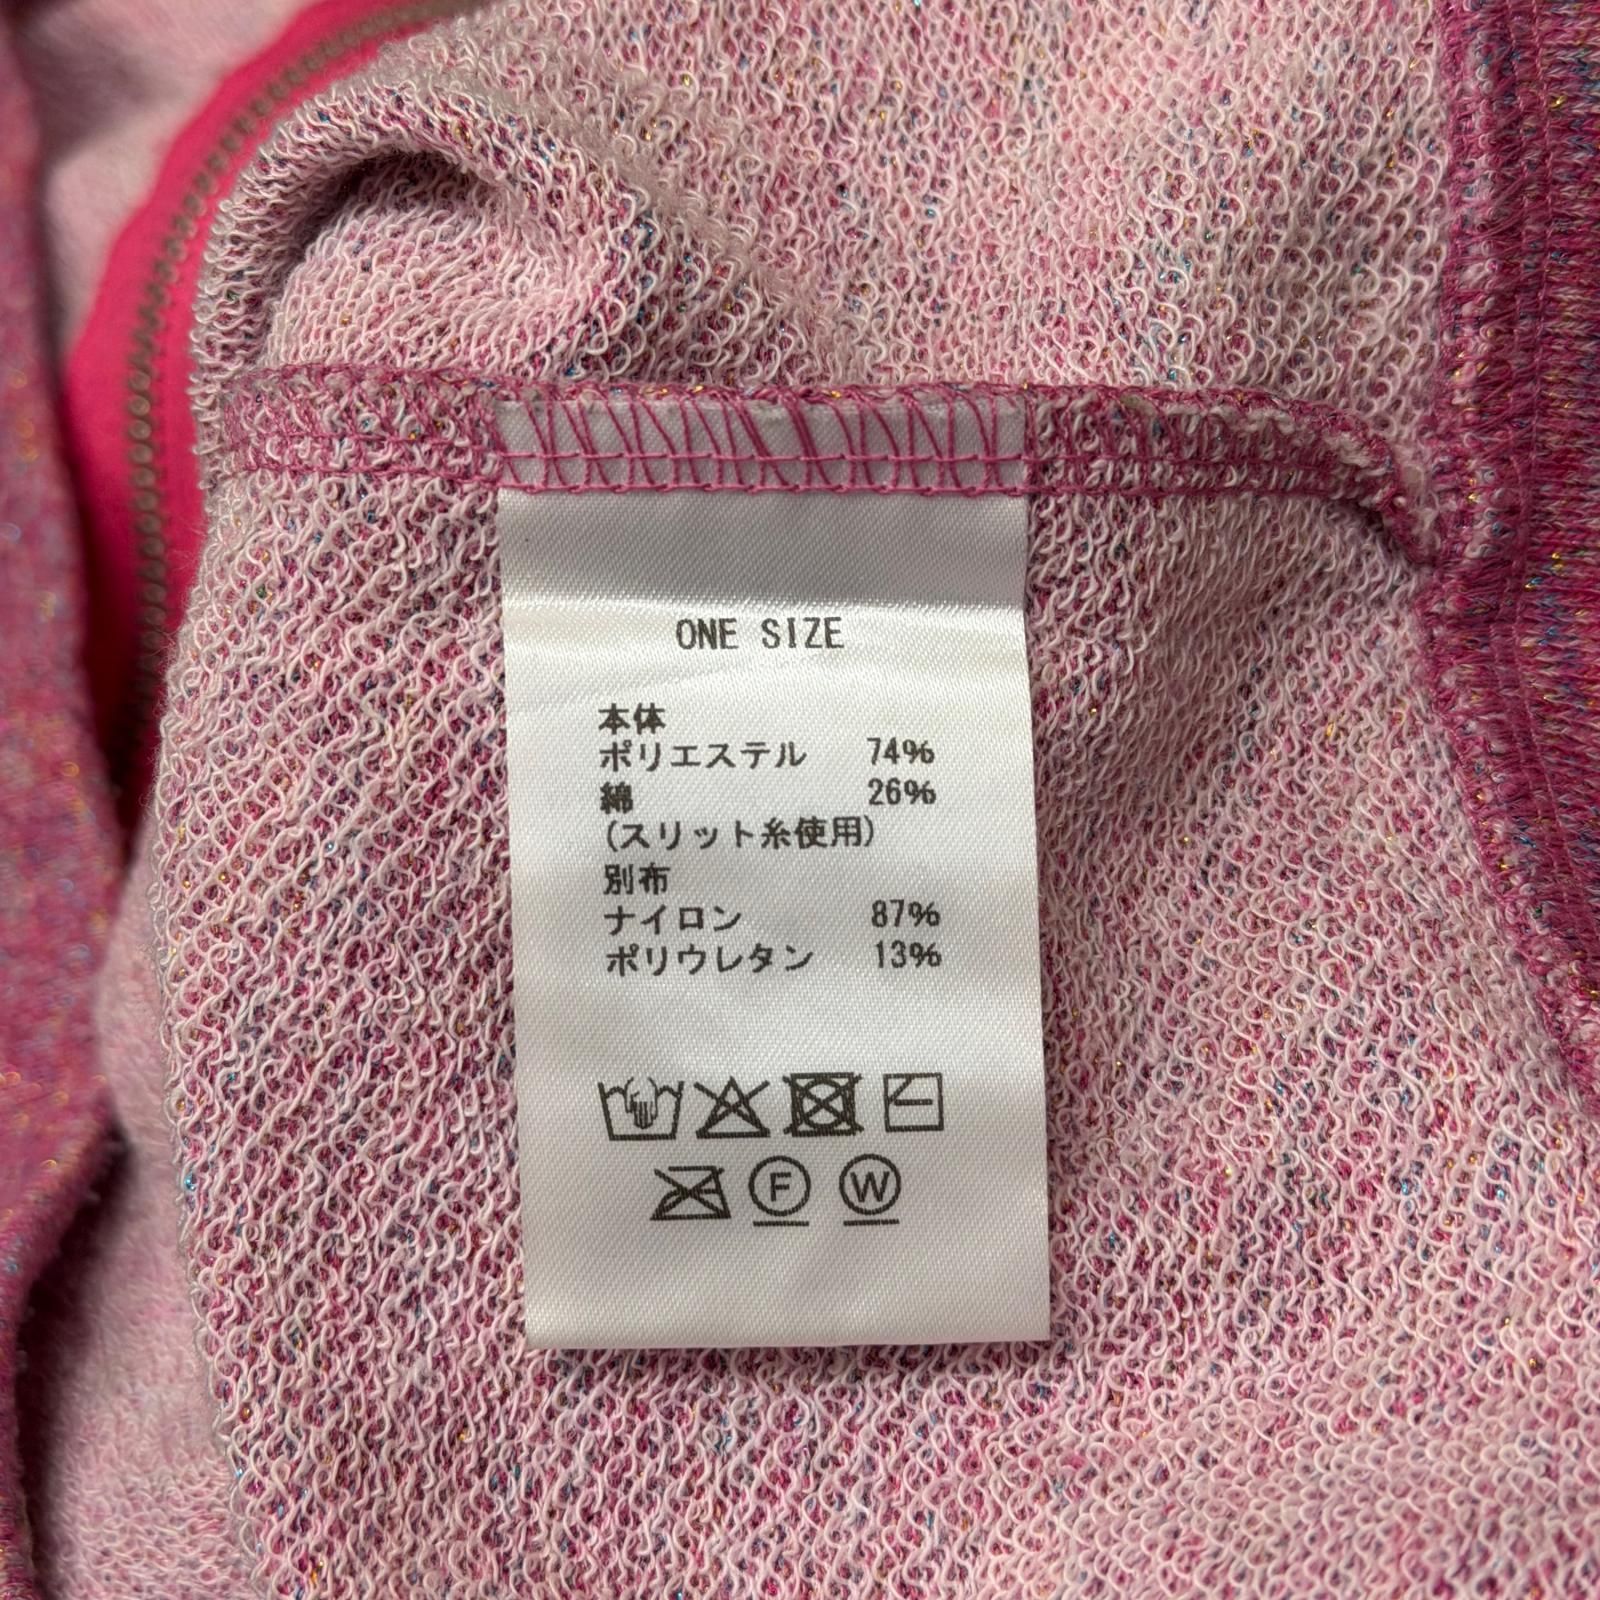 ONE SIZE
本体
ポリエステル 74%
綿 26%
(スリット糸使用)
別布
ナイロン 87%
ポリウレタン 13%
F W